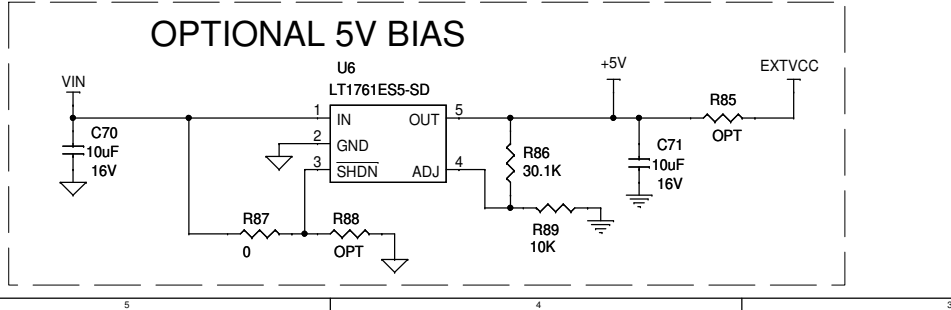 OPTIONAL 5V BIAS
U6
LT1761ES5-SD
VIN
+5V
EXTVCC
1
IN
OUT
5
2
GND
3
SHDN
ADJ
4
C70
10uF
16V
R86
30.1K
C71
10uF
16V
R85
OPT
R87
0
R88
OPT
R89
10K
5
4
3